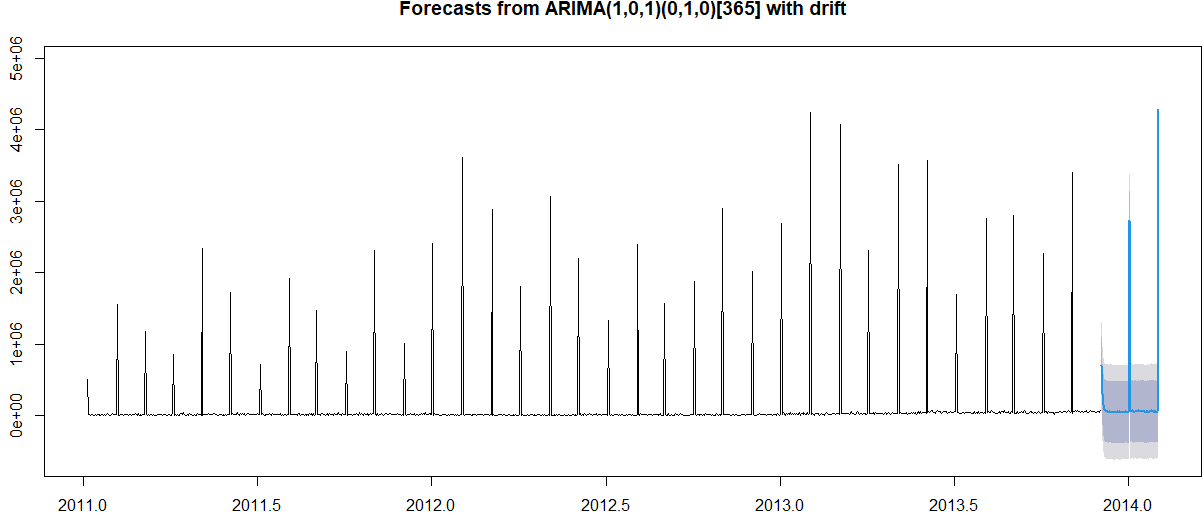 Forecasts from ARIMA(1,0,1)(0,1,0)[365] with drift
5e+06
4e+06
3e+06
2e+06
1e+06
0e+00
2011.0 2011.5 2012.0 2012.5 2013.0 2013.5 2014.0